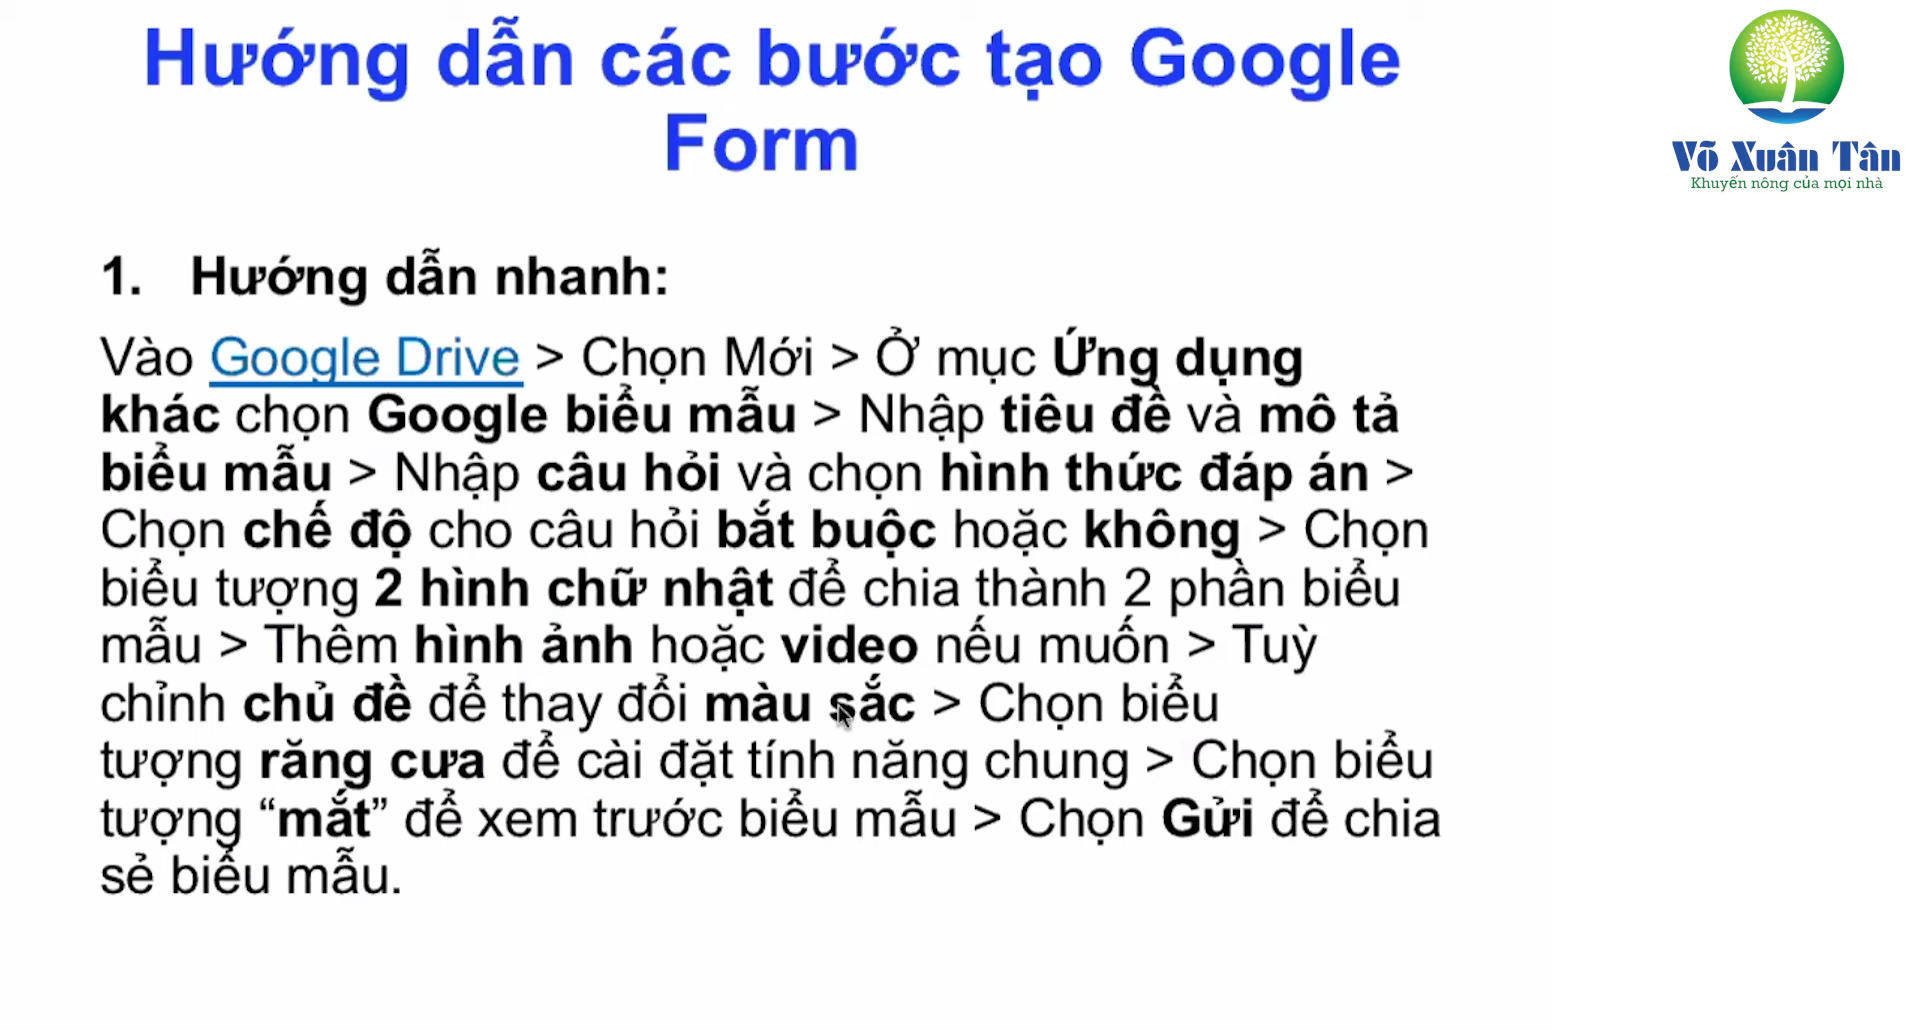 Hướng dẫn các bước tạo Google
Form
Võ Xuân Tân
Khuyến nông của mọi nhà
1. Hướng dẫn nhanh:
Vào Google Drive > Chọn Mới > Ở mục Ứng dụng
khác chọn Google biểu mẫu > Nhập tiêu đề và mô tả
biểu mẫu > Nhập câu hỏi và chọn hình thức đáp án >
Chọn chế độ cho câu hỏi bắt buộc hoặc không > Chọn
biểu tượng 2 hình chữ nhật để chia thành 2 phần biểu
mẫu > Thêm hình ảnh hoặc video nếu muốn > Tuỳ
chỉnh chủ đề để thay đổi màu sắc > Chọn biểu
tượng răng cưa để cài đặt tính năng chung > Chọn biểu
tượng “mắt” để xem trước biểu mẫu > Chọn Gửi để chia
sẻ biểu mẫu.